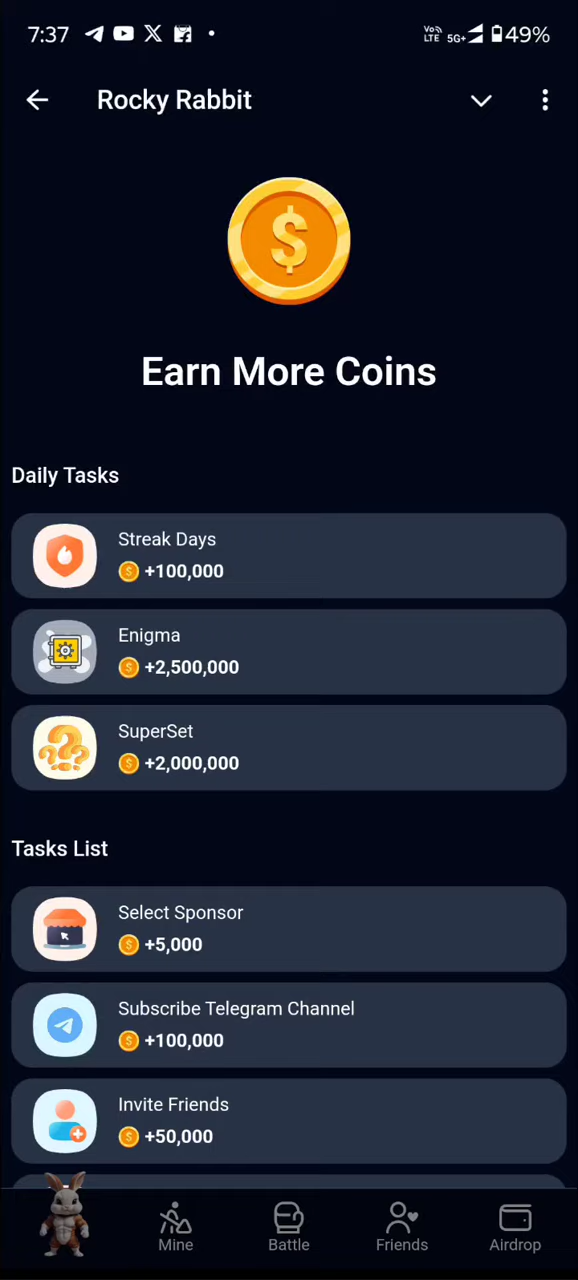 7:37
Vo) LTE 5G+ 49%
Rocky Rabbit
$
Earn More Coins
Daily Tasks
Streak Days
+100,000
Enigma
+2,500,000
SuperSet
+2,000,000
Tasks List
Select Sponsor
+5,000
Subscribe Telegram Channel
+100,000
Invite Friends
+50,000
Mine
Battle
Friends
Airdrop